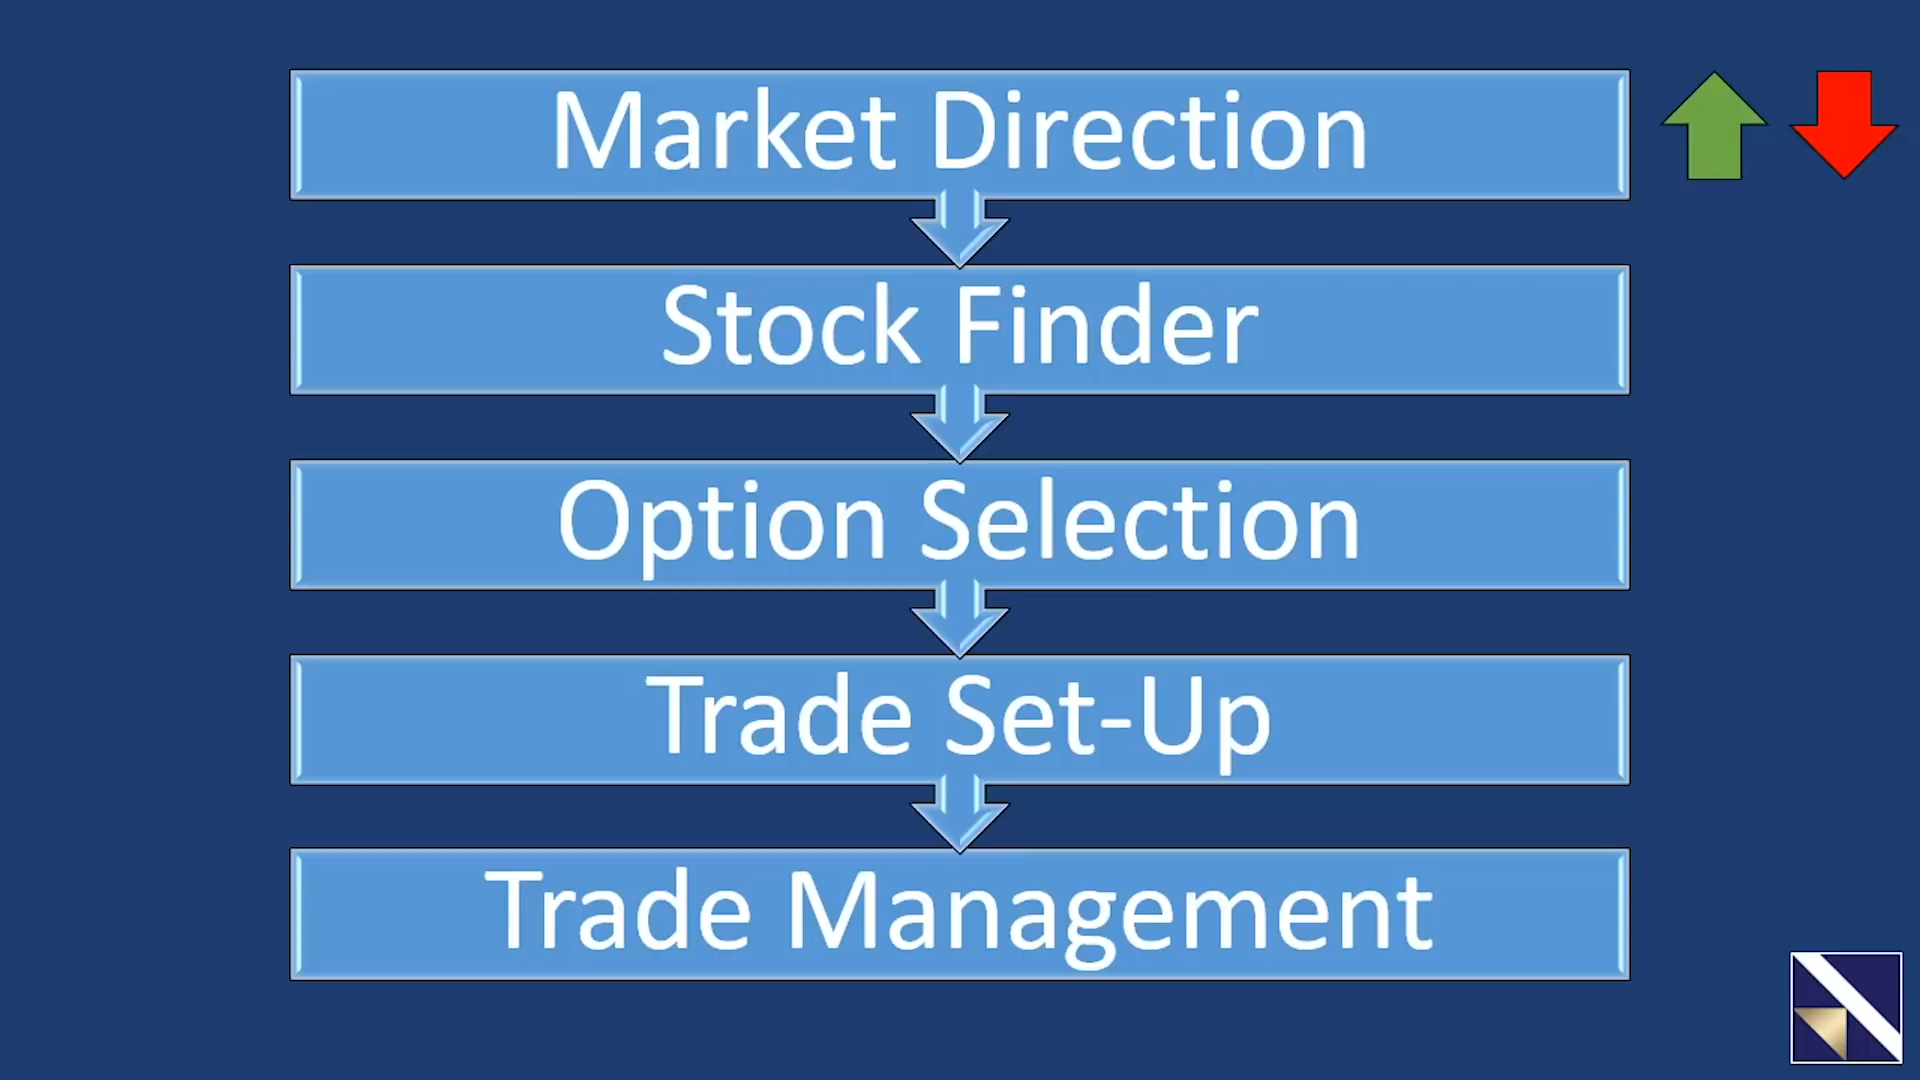 Market Direction
Stock Finder
Option Selection
Trade Set-Up
Trade Management